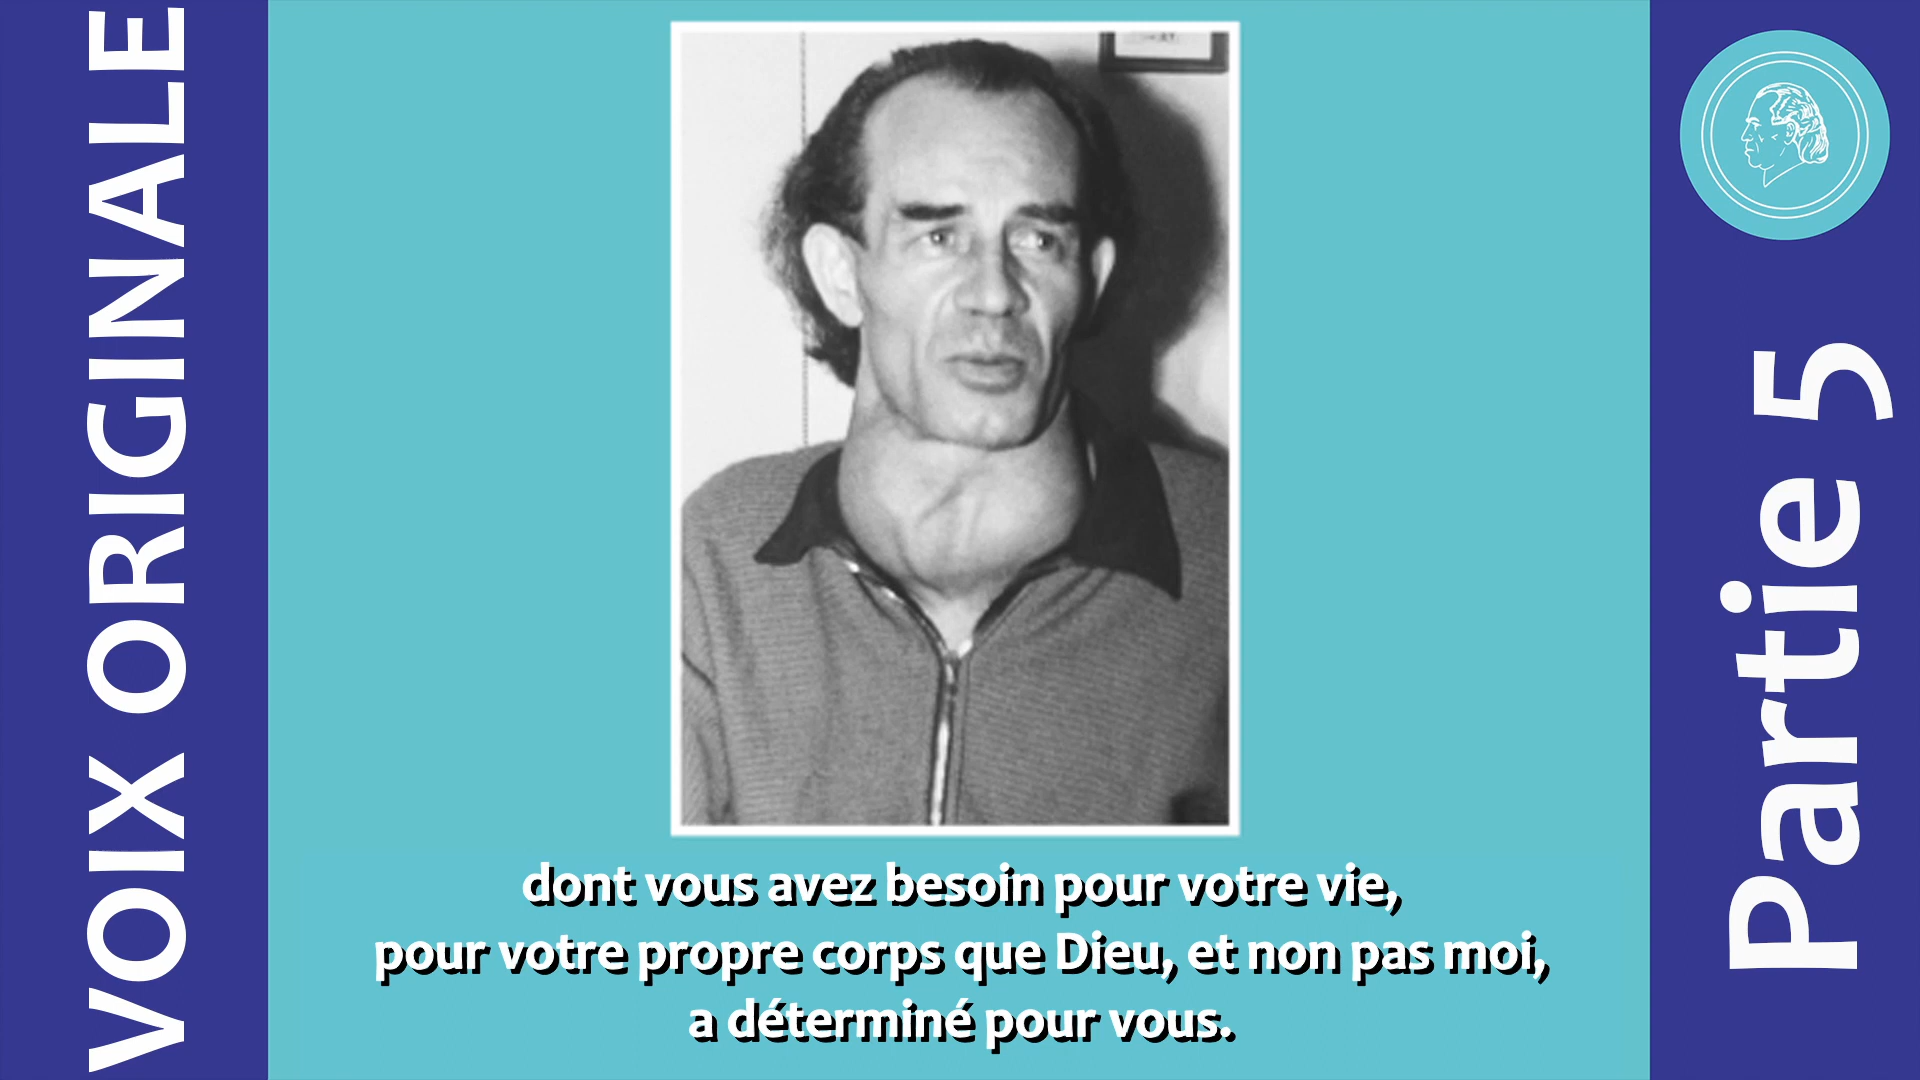 VOIX ORIGINALE
Partie 5
dont vous avez besoin pour votre vie,
pour votre propre corps que Dieu, et non pas moi,
a déterminé pour vous.